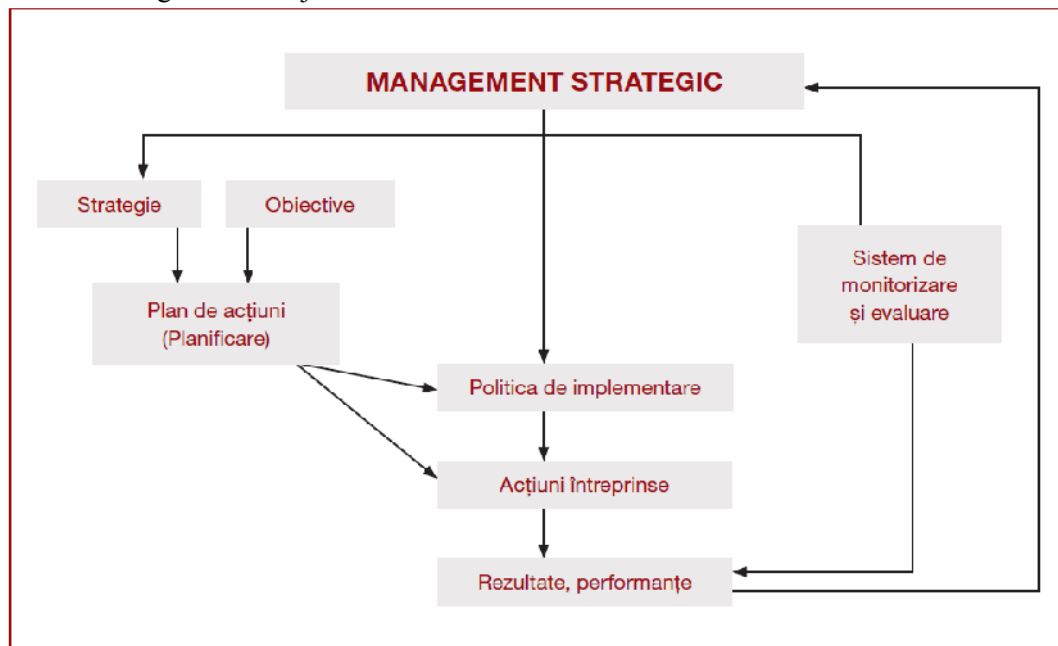 MANAGEMENT STRATEGIC
Strategie
Obiective
Sistem de
monitorizare
și evaluare
Plan de acțiuni
(Planificare)
Politica de implementare
Acțiuni întreprinse
Rezultate, performanțe